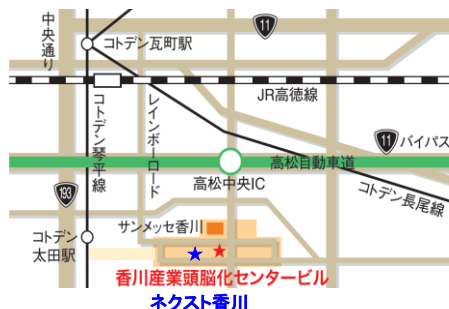 中央通り
11
コトデン瓦町駅
JR高徳線
コトデン琴平線
レインボーロード
11
バイパス
高松自動車道
高松中央IC
コトデン長尾線
193
サンメッセ香川
コトデン
太田駅
香川産業頭脳化センタービル
ネクスト香川